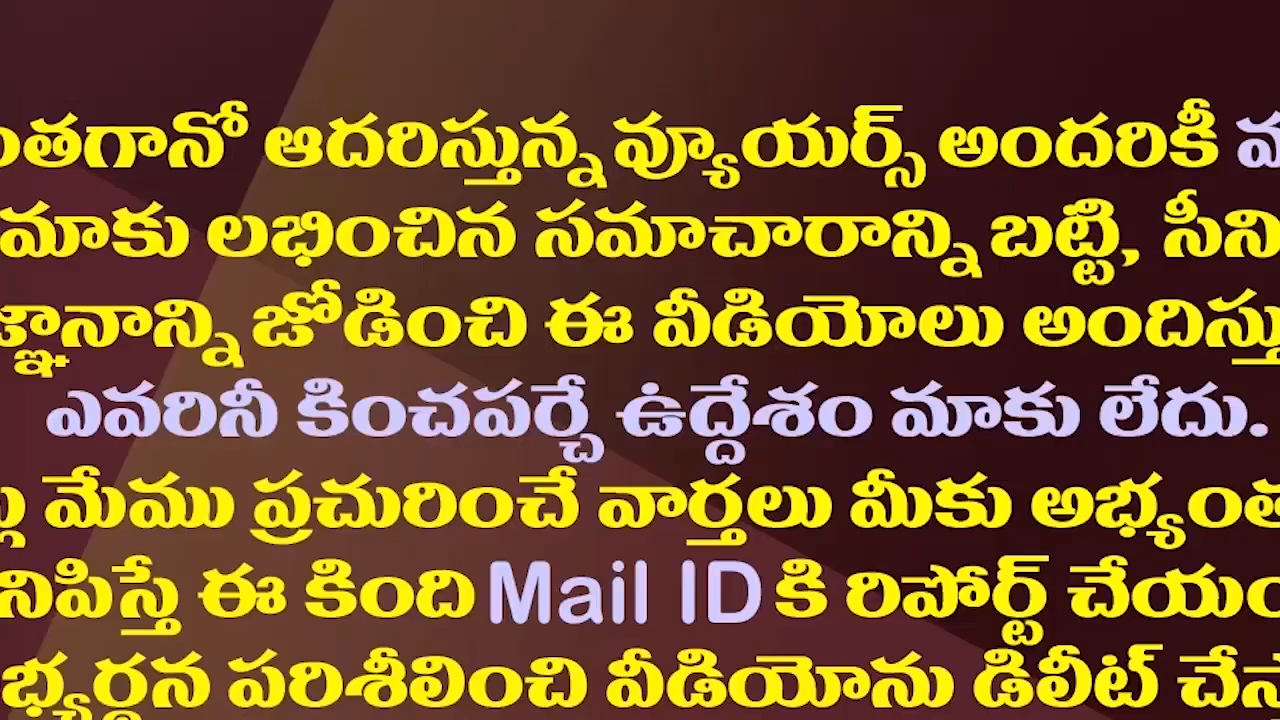 ంతగానో ఆదరిస్తున్న వ్యూయర్స్ అందరికీ
మాకు లభించిన సమాచారాన్ని బట్టి, సీని
జ్ఞానాన్ని జోడించి ఈ వీడియోలు అందిస్తు
ఎవరినీ కించపర్చే ఉద్దేశం మాకు లేదు.
మేము ప్రచురించే వార్తలు మీకు అభ్యంత
నిపిస్తే ఈ కింది Mail ID కి రిపోర్ట్ చేయం
భ్యర్థన పరిశీలించి వీడియోను డిలీట్ చేస